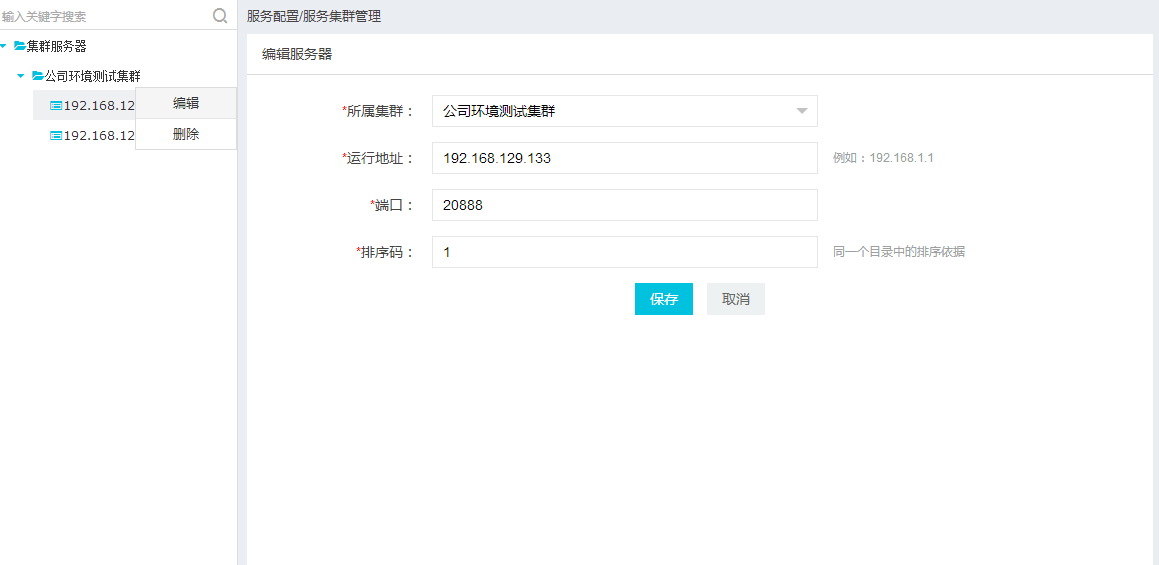 输入关键字搜索
集群服务器
公司环境测试集群
192.168.12
192.168.12
编辑
删除
服务配置/服务集群管理
编辑服务器
*所属集群： 公司环境测试集群
*运行地址： 192.168.129.133 例如：192.168.1.1
*端口： 20888
*排序码： 1 同一个目录中的排序依据
保存 取消